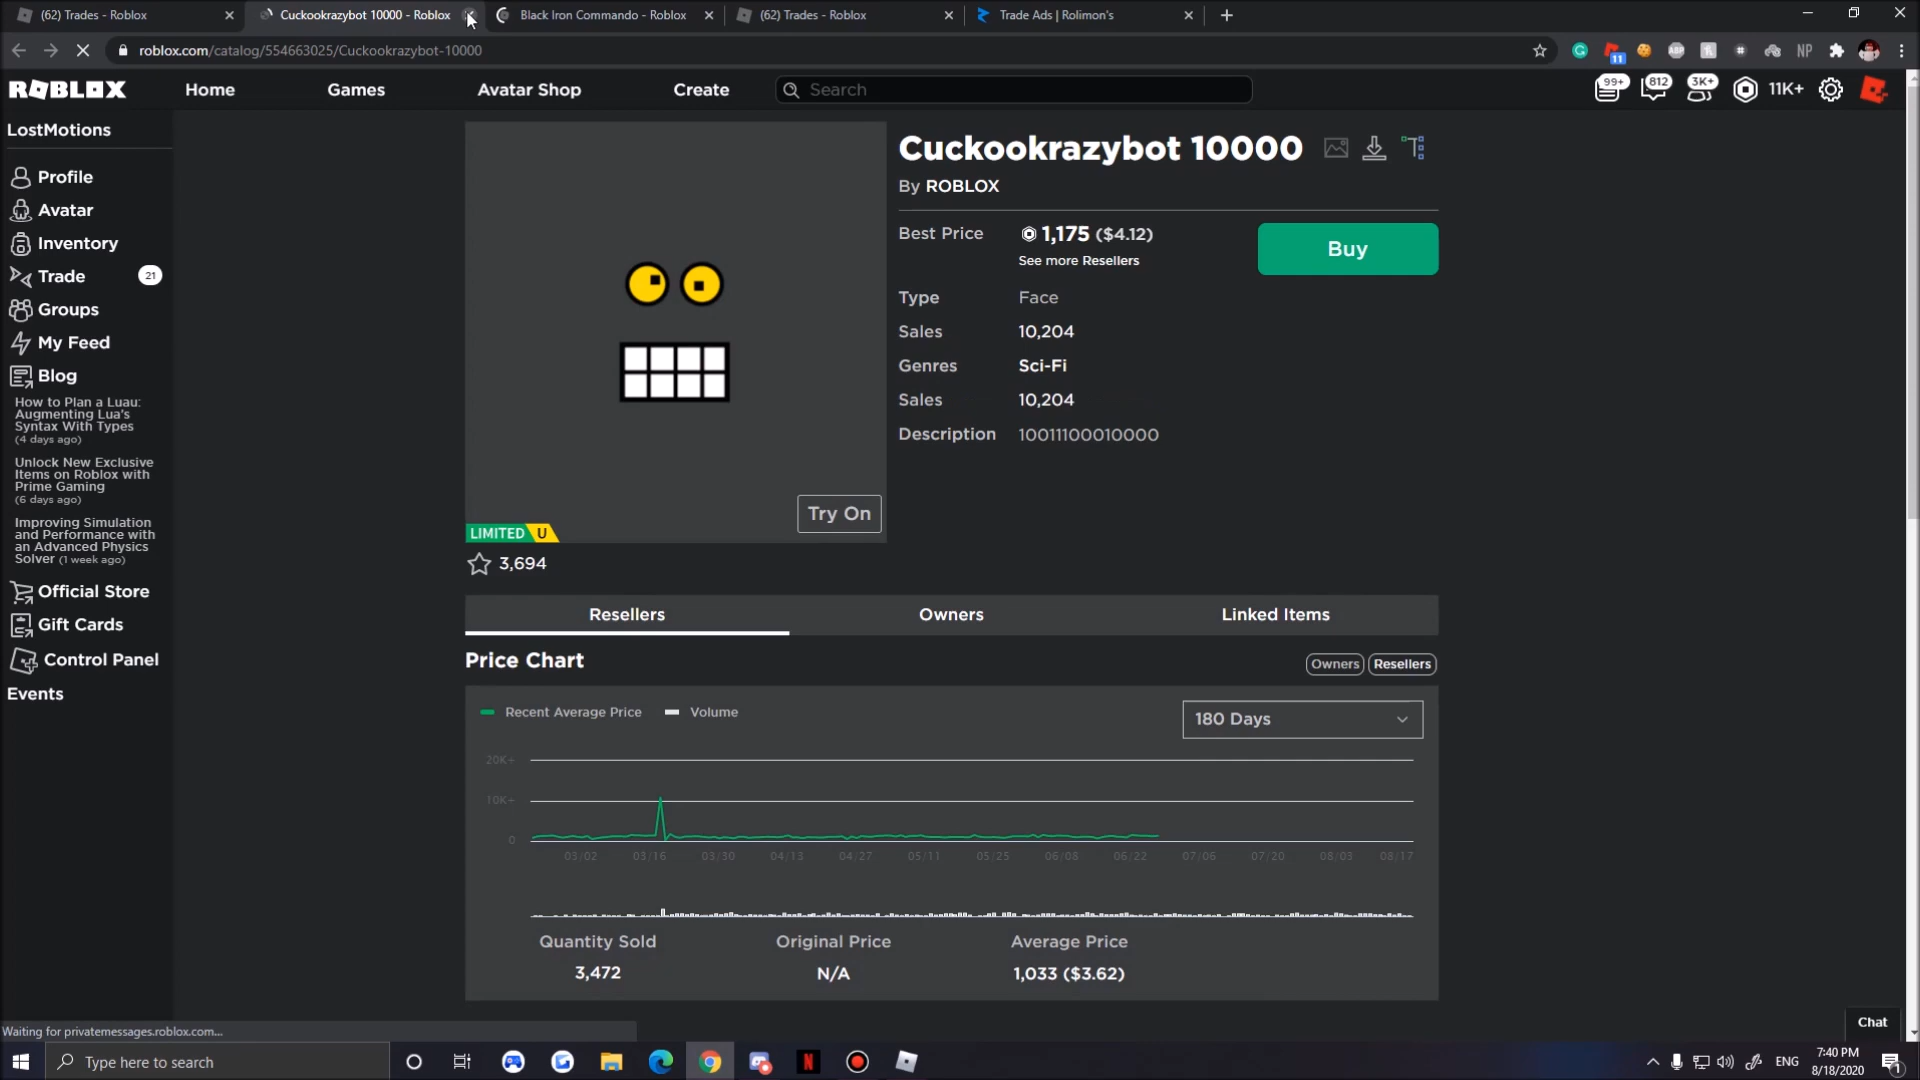 (62) Trades - Roblox
Cuckookrazybot 10000 - Roblox
Black Iron Commando - Roblox
(62) Trades - Roblox
Trade Ads | Rolimon's
roblox.com/catalog/554663025/Cuckookrazybot-10000
11
ABP
NP
ROBLOX
Home
Games
Avatar Shop
Create
Search
99+
812
3K+
11K+
LostMotions
Profile
Avatar
Inventory
Trade 21
Groups
My Feed
Blog
How to Plan a Luau:
Augmenting Lua's
Syntax With Types
(4 days ago)
Unlock New Exclusive
Items on Roblox with
Prime Gaming
(6 days ago)
Improving Simulation
and Performance with
an Advanced Physics
Solver (1 week ago)
Official Store
Gift Cards
Control Panel
Events
LIMITED U
Try On
3,694
Cuckookrazybot 10000
By ROBLOX
Best Price 1,175 ($4.12)
See more Resellers
Buy
Type Face
Sales 10,204
Genres Sci-Fi
Sales 10,204
Description 10011100010000
Resellers
Owners
Linked Items
Price Chart
Owners
Resellers
Recent Average Price
Volume
180 Days
20K+
10K+
0
03/02 03/16 03/30 04/13 04/27 05/11 05/25 06/08 06/22 07/06 07/20 08/03 08/17
Quantity Sold
3,472
Original Price
N/A
Average Price
1,033 ($3.62)
Waiting for privatemessages.roblox.com...
Chat
Type here to search
N
ENG
7:40 PM
8/18/2020
1